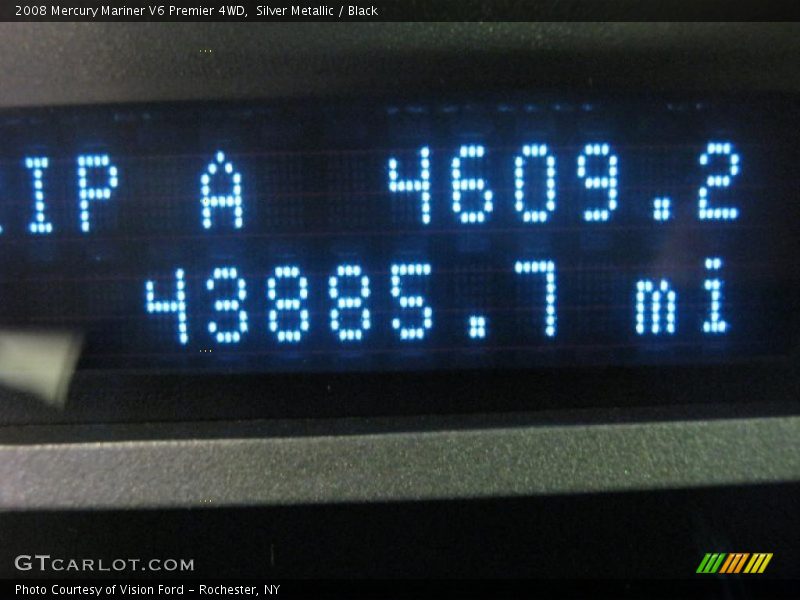 2008 Mercury Mariner V6 Premier 4WD, Silver Metallic / Black
IP A 4609.2
43885.7 mi
GTCARLOT.COM
Photo Courtesy of Vision Ford - Rochester, NY